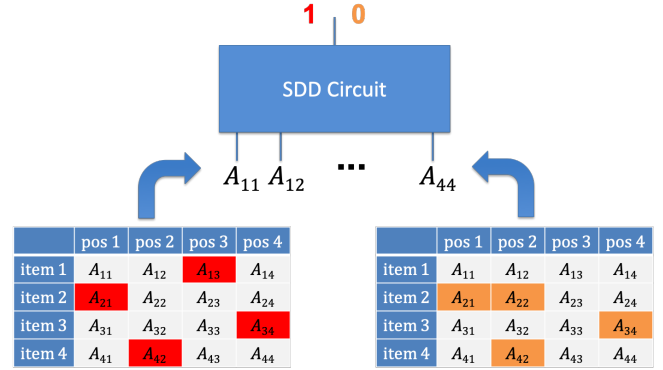 1 0
SDD Circuit
A₁₁ A₁₂ ... A₄₄
pos 1 pos 2 pos 3 pos 4
item 1 A₁₁ A₁₂ A₁₃ A₁₄
item 2 A₂₁ A₂₂ A₂₃ A₂₄
item 3 A₃₁ A₃₂ A₃₃ A₃₄
item 4 A₄₁ A₄₂ A₄₃ A₄₄
pos 1 pos 2 pos 3 pos 4
item 1 A₁₁ A₁₂ A₁₃ A₁₄
item 2 A₂₁ A₂₂ A₂₃ A₂₄
item 3 A₃₁ A₃₂ A₃₃ A₃₄
item 4 A₄₁ A₄₂ A₄₃ A₄₄